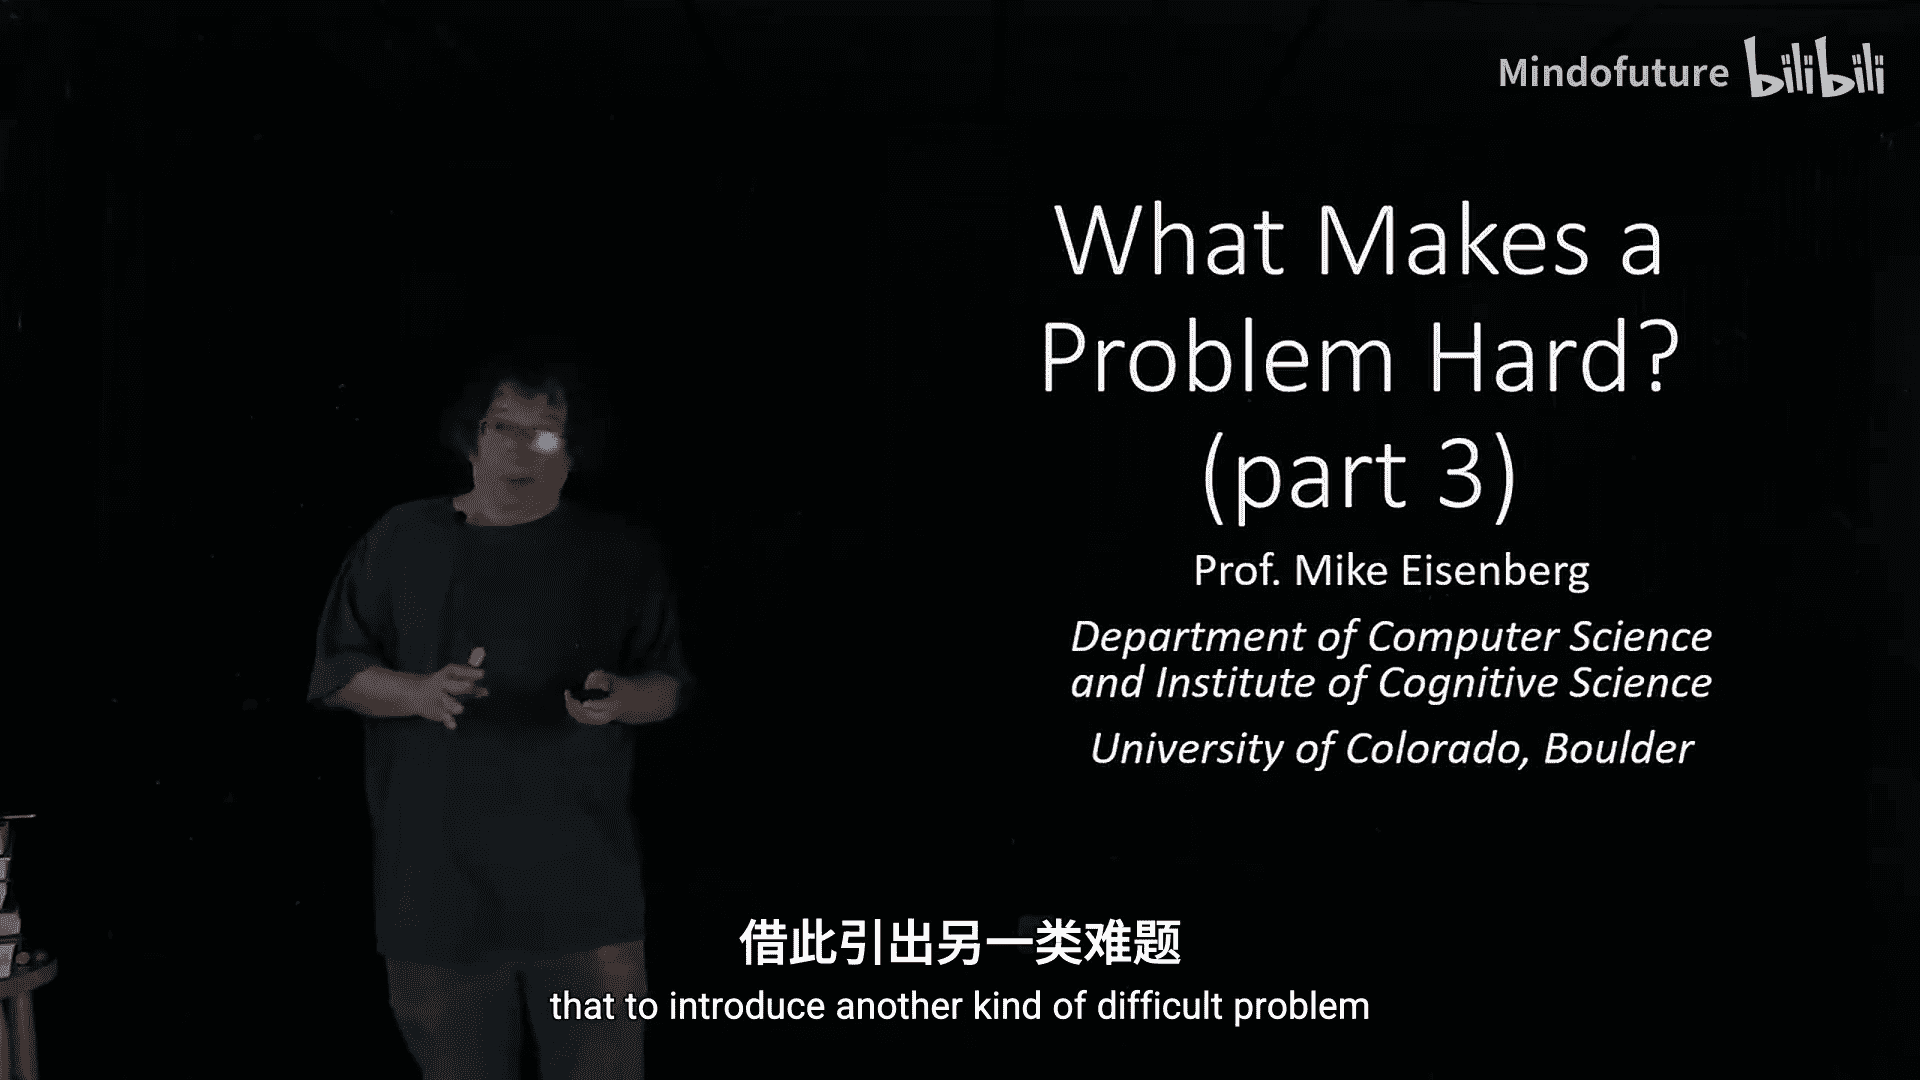 Mindofuture bilibili
What Makes a
Problem Hard?
(part 3)
Prof. Mike Eisenberg
Department of Computer Science
and Institute of Cognitive Science
University of Colorado, Boulder
借此引出另一类难题
that to introduce another kind of difficult problem